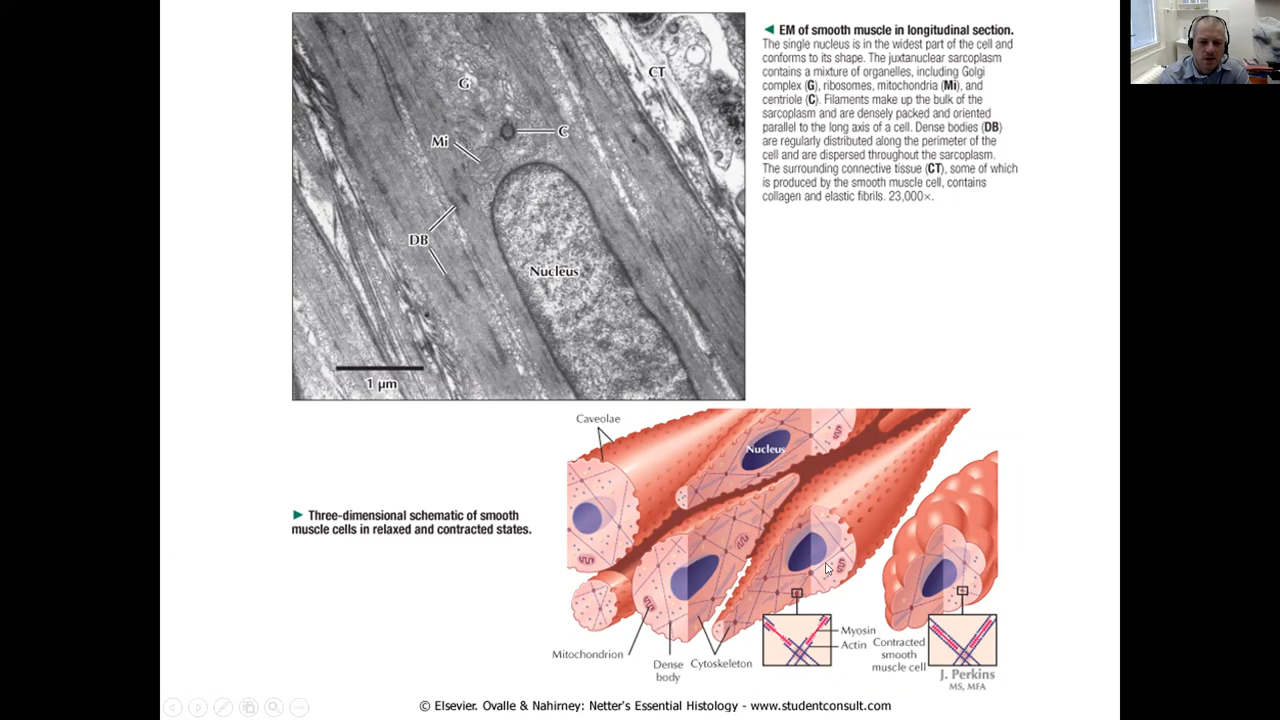 ◄ EM of smooth muscle in longitudinal section.
The single nucleus is in the widest part of the cell and
conforms to its shape. The juxtanuclear sarcoplasm
contains a mixture of organelles, including Golgi
complex (G), ribosomes, mitochondria (Mi), and
centriole (C). Filaments make up the bulk of the
sarcoplasm and are densely packed and oriented
parallel to the long axis of a cell. Dense bodies (DB)
are regularly distributed along the perimeter of the
cell and are dispersed throughout the sarcoplasm.
The surrounding connective tissue (CT), some of which
is produced by the smooth muscle cell, contains
collagen and elastic fibrils. 23,000×.
G
CT
Mi
C
DB
Nucleus
1 µm
► Three-dimensional schematic of smooth
muscle cells in relaxed and contracted states.
Caveolae
Nucleus
Mitochondrion
Dense
body
Cytoskeleton
Myosin
Actin
Contracted
smooth
muscle cell
J. Perkins
MS, MFA
© Elsevier. Ovalle & Nahirney: Netter's Essential Histology - www.studentconsult.com